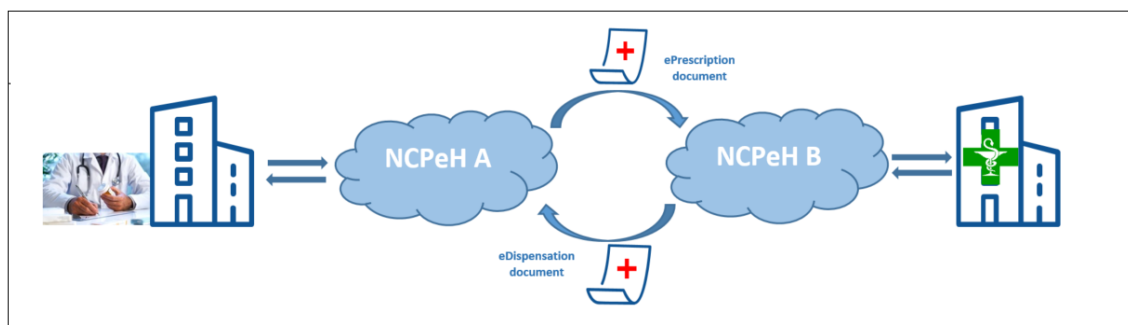 ePrescription
document
NCPeH A
NCPeH B
eDispensation
document